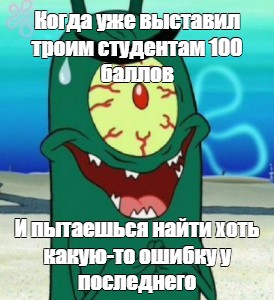 Когда уже выставил
троим студентам 100
баллов
И пытаешься найти хоть
какую-то ошибку у
последнего